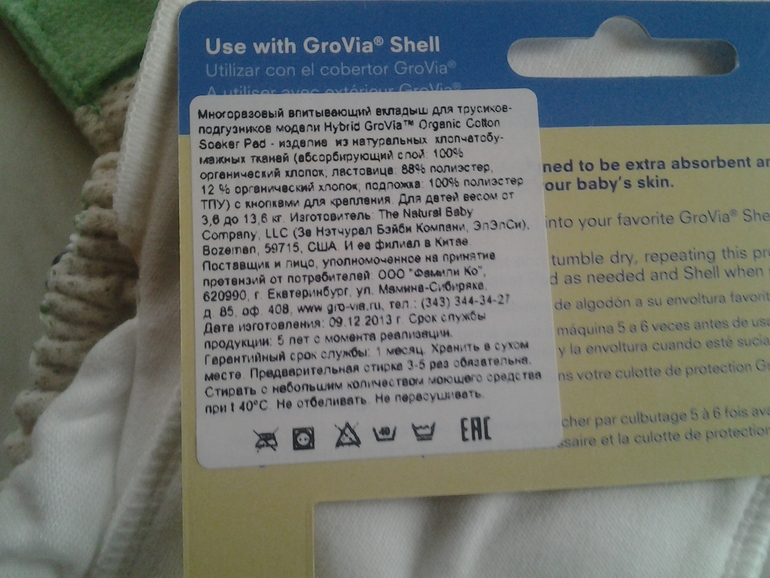 Use with GroVia® Shell
Utilizar con el cobertor GroVia®
A utiliser avec extérieur GroVia®
Многоразовый впитывающий вкладыш для трусиков-
подгузников модели Hybrid GroVia™ Organic Cotton
Soaker Pad - изделие из натуральных хлопчатобу-
мажных тканей (абсорбирующий слой: 100%
органический хлопок, ластовица: 88% полиэстер,
12 % органический хлопок, подложка: 100% полиэстер
ТПУ) с кнопками для крепления. Для детей весом от
3,6 до 13,6 кг. Изготовитель: The Natural Baby
Company, LLC (Зе Нэтчурал Бэйби Компани, ЭлЭлСи),
Bozeman, 59715, США. И ее филиал в Китае
Поставщик и лицо, уполномоченное на принятие
претензий от потребителей: ООО "Фэмили Ко",
620990, г. Екатеринбург, ул. Мамина-Сибиряка,
д. 85, оф. 408, www.gro-via.ru, тел.: (343) 344-34-27
Дата изготовления: 09.12.2013 г. Срок службы
продукции: 5 лет с момента реализации.
Гарантийный срок службы: 1 месяц. Хранить в сухом
месте. Предварительная стирка 3-5 раз обязательна.
Стирать с небольшим количеством моющего средства
при t 40°C. Не отбеливать. Не пересушивать.
40
EAC
ned to be extra absorbent
our baby's skin.
into your favorite GroVia® She
tumble dry, repeating this pr
d as needed and Shell when
de algodón a su envoltura favorit
máquina 5 a 6 veces antes de usa
y la envoltura cuando esté sucia
ns votre culotte de protection G
cher par culbutage 5 à 6 fois ava
ssaire et la culotte de protection